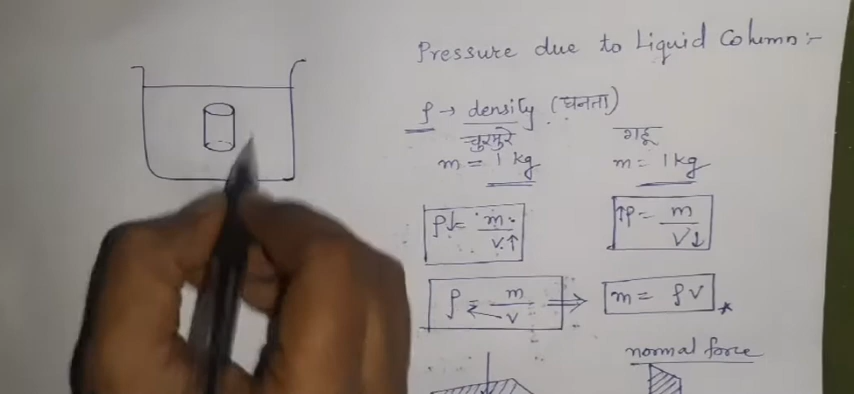 Pressure due to Liquid Column:-
ρ → density (घनता)
चुरमुरे गहू
m = 1 kg m = 1 kg
ρ↓ = m / V↑ ↑ρ = m / V↓
ρ = m / V ⇒ m = ρV *
normal force